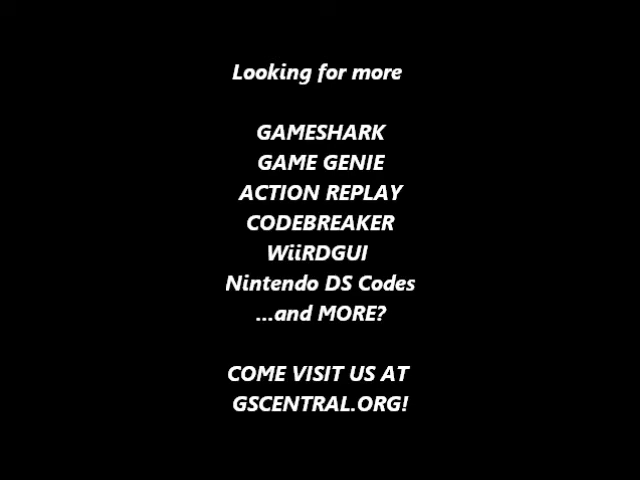 Looking for more
GAMESHARK
GAME GENIE
ACTION REPLAY
CODEBREAKER
WiiRDGUI
Nintendo DS Codes
...and MORE?
COME VISIT US AT
GSCENTRAL.ORG!